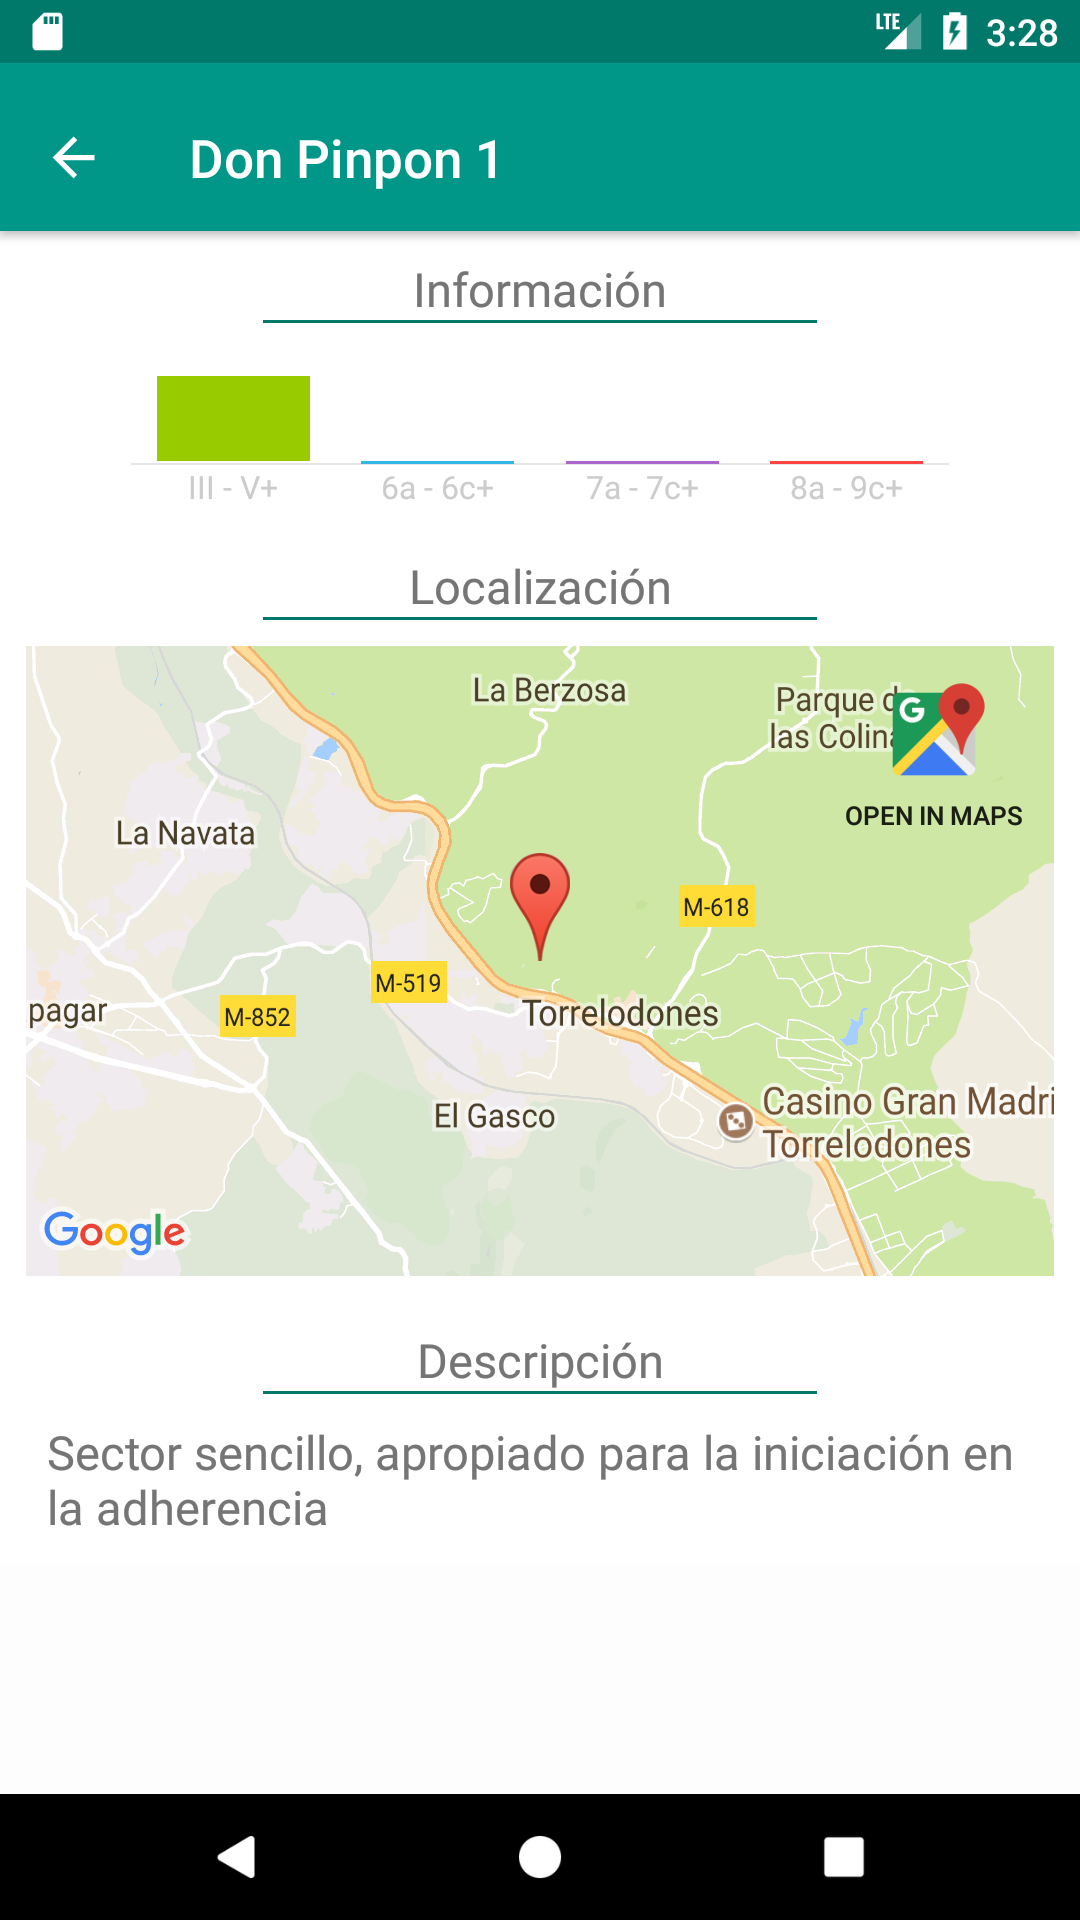 LTE 3:28
Don Pinpon 1
Información
III - V+ 6a - 6c+ 7a - 7c+ 8a - 9c+
Localización
La Berzosa
Parque d
las Colina
G
OPEN IN MAPS
La Navata
M-618
M-519
pagar
M-852
Torrelodones
El Gasco
Casino Gran Madri
Torrelodones
Google
Descripción
Sector sencillo, apropiado para la iniciación en
la adherencia